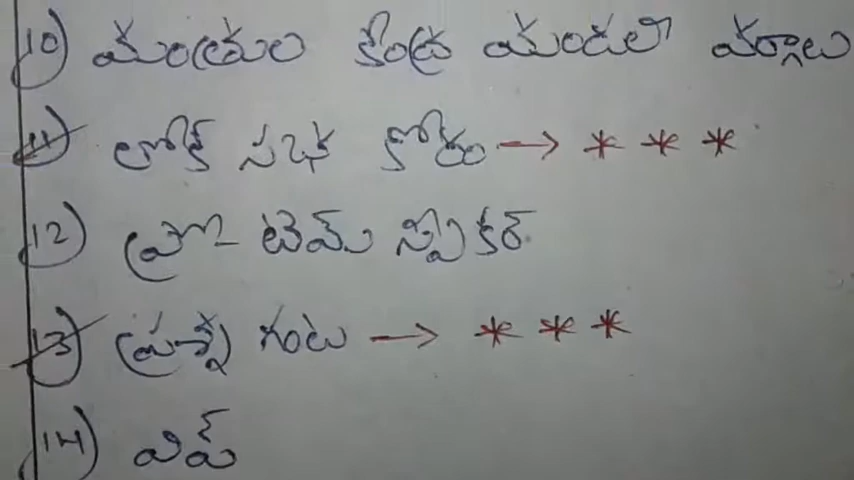 10) మంత్రుల కేంద్ర మండలి వర్గాలు
11) లోక్ సభ కోరం → * * *
12) ప్రో-టెమ్ స్పీకర్
13) ప్రశ్న గంట → * * *
14) విప్